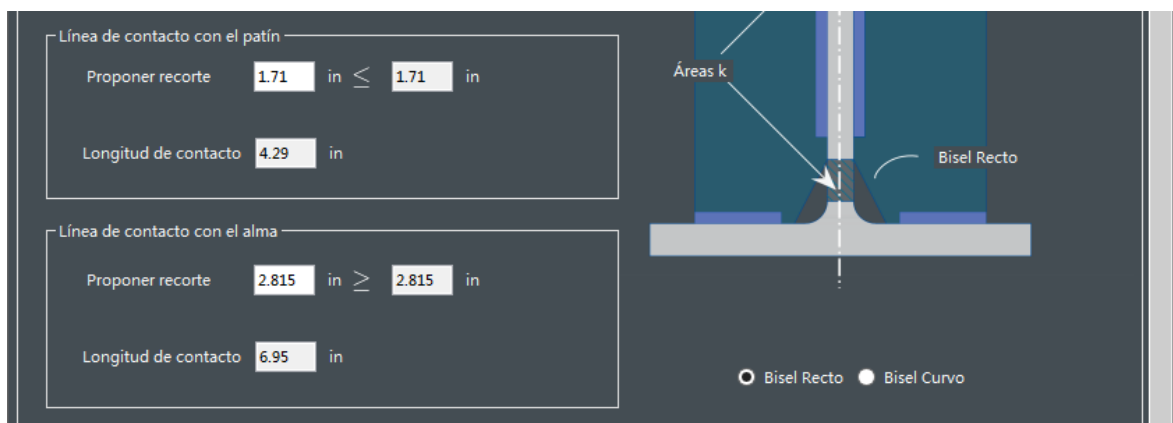 Línea de contacto con el patín
Proponer recorte 1.71 in ≤ 1.71 in
Longitud de contacto 4.29 in
Línea de contacto con el alma
Proponer recorte 2.815 in ≥ 2.815 in
Longitud de contacto 6.95 in
Áreas k
Bisel Recto
Bisel Recto Bisel Curvo